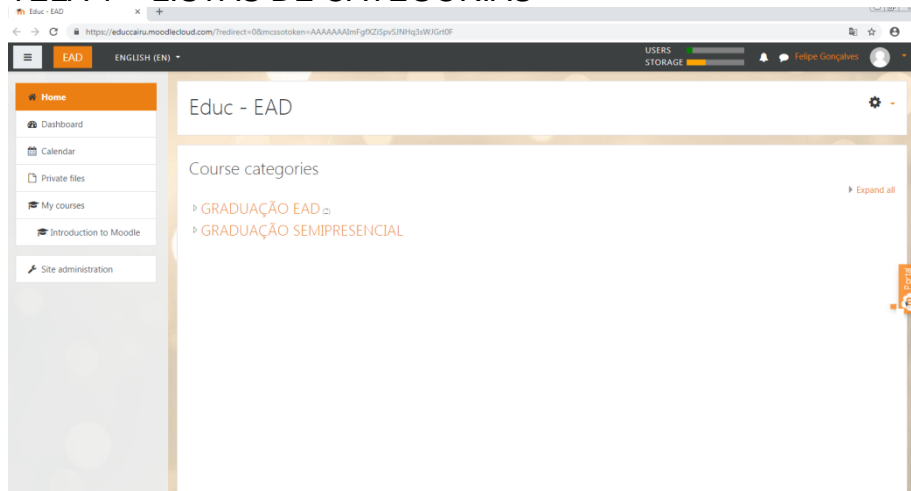 Educ - EAD
https://educcairu.moodlecloud.com/?redirect=0&mcssotoken=
EAD
ENGLISH (EN)
USERS
STORAGE
Felipe Gonçalves
Home
Dashboard
Calendar
Private files
My courses
Introduction to Moodle
Site administration
Educ - EAD
Course categories
Expand all
GRADUAÇÃO EAD (2)
GRADUAÇÃO SEMIPRESENCIAL
Portal